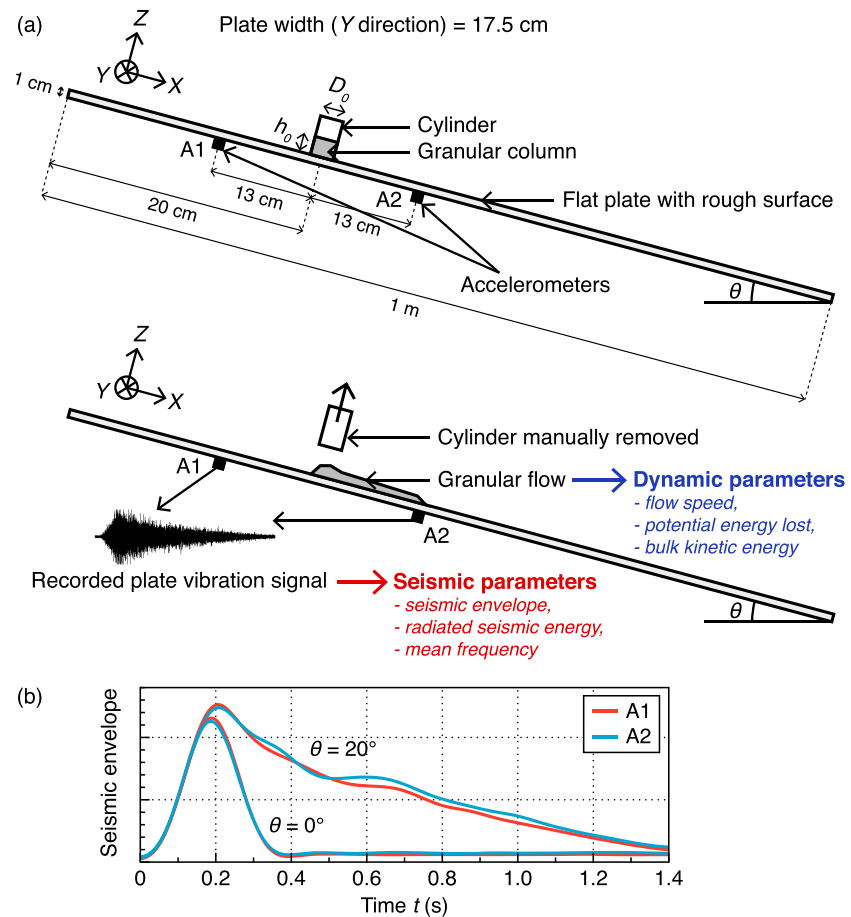 (a)
Plate width (Y direction) = 17.5 cm
Z
Y
X
1 cm
D₀
h₀
Cylinder
Granular column
A1
A2
13 cm
13 cm
20 cm
Flat plate with rough surface
Accelerometers
1 m
θ
Z
Y
X
Cylinder manually removed
A1
Granular flow
Dynamic parameters
- flow speed,
- potential energy lost,
- bulk kinetic energy
A2
Recorded plate vibration signal
Seismic parameters
- seismic envelope,
- radiated seismic energy,
- mean frequency
θ
(b)
Seismic envelope
A1
A2
θ = 20°
θ = 0°
0 0.2 0.4 0.6 0.8 1.0 1.2 1.4
Time t (s)